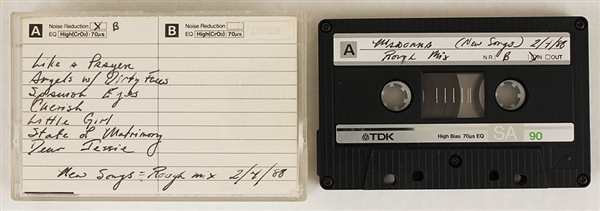 A Noise Reduction X B
EQ High(CrO2): 70µs
B Noise Reduction
EQ High(CrO2): 70µs
Like a Prayer
Angels w/ Dirty Faces
Spanish Eyes
Cherish
Little Girl
State of Matrimony
Dear Jessie
New Songs = Rough mix 2/4/88
A Madonna (New Songs) 2/4/88
Rough Mix N.R. B IN OUT
TDK High Bias 70µs EQ SA 90